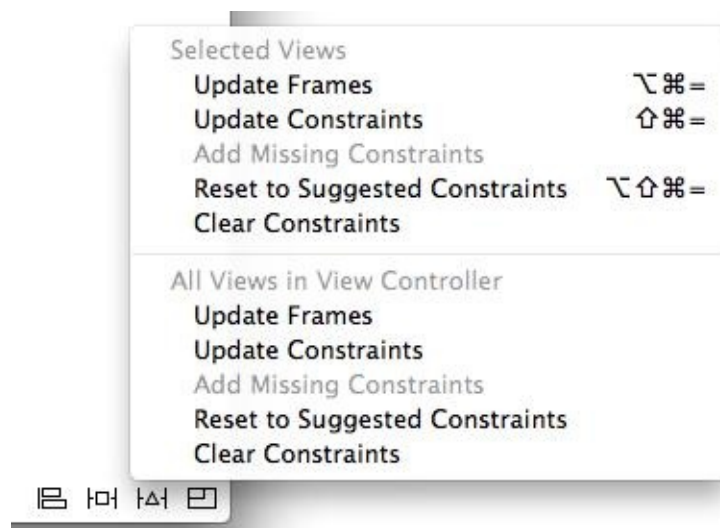 Selected Views
Update Frames ⌥⌘=
Update Constraints ⇧⌘=
Add Missing Constraints
Reset to Suggested Constraints ⌥⇧⌘=
Clear Constraints
All Views in View Controller
Update Frames
Update Constraints
Add Missing Constraints
Reset to Suggested Constraints
Clear Constraints